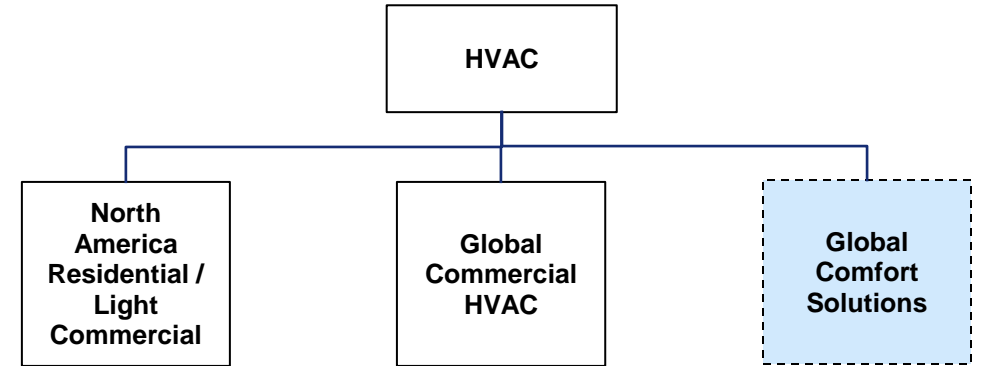 HVAC
North
America
Residential /
Light
Commercial
Global
Commercial
HVAC
Global
Comfort
Solutions